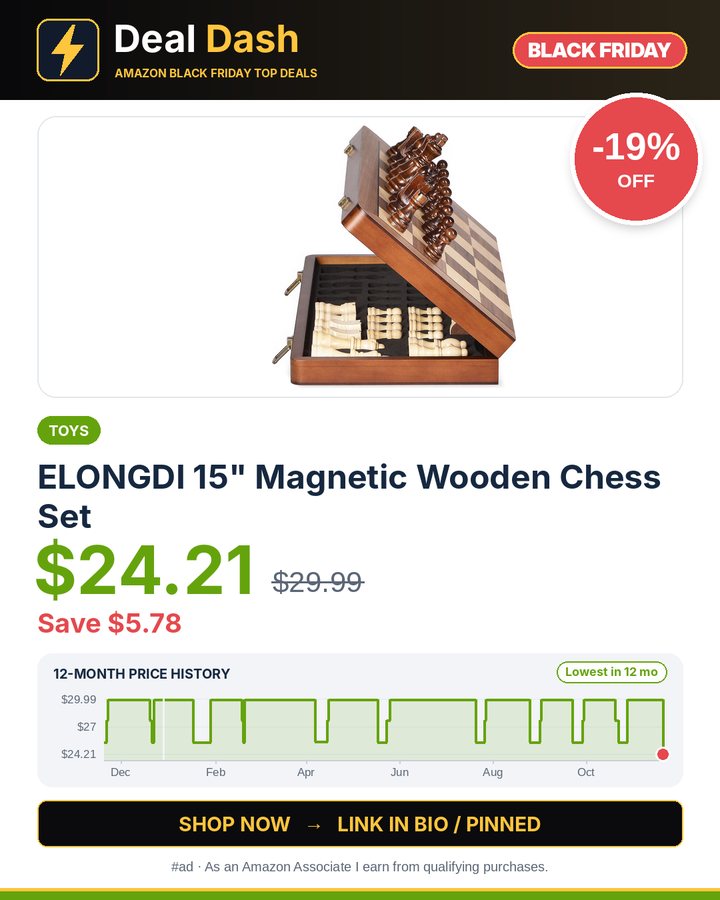 Deal Dash
AMAZON BLACK FRIDAY TOP DEALS
BLACK FRIDAY
-19%
OFF
TOYS
ELONGDI 15" Magnetic Wooden Chess
Set
$24.21 $29.99
Save $5.78
12-MONTH PRICE HISTORY
Lowest in 12 mo
$29.99
$27
$24.21
Dec Feb Apr Jun Aug Oct
SHOP NOW → LINK IN BIO / PINNED
#ad · As an Amazon Associate I earn from qualifying purchases.